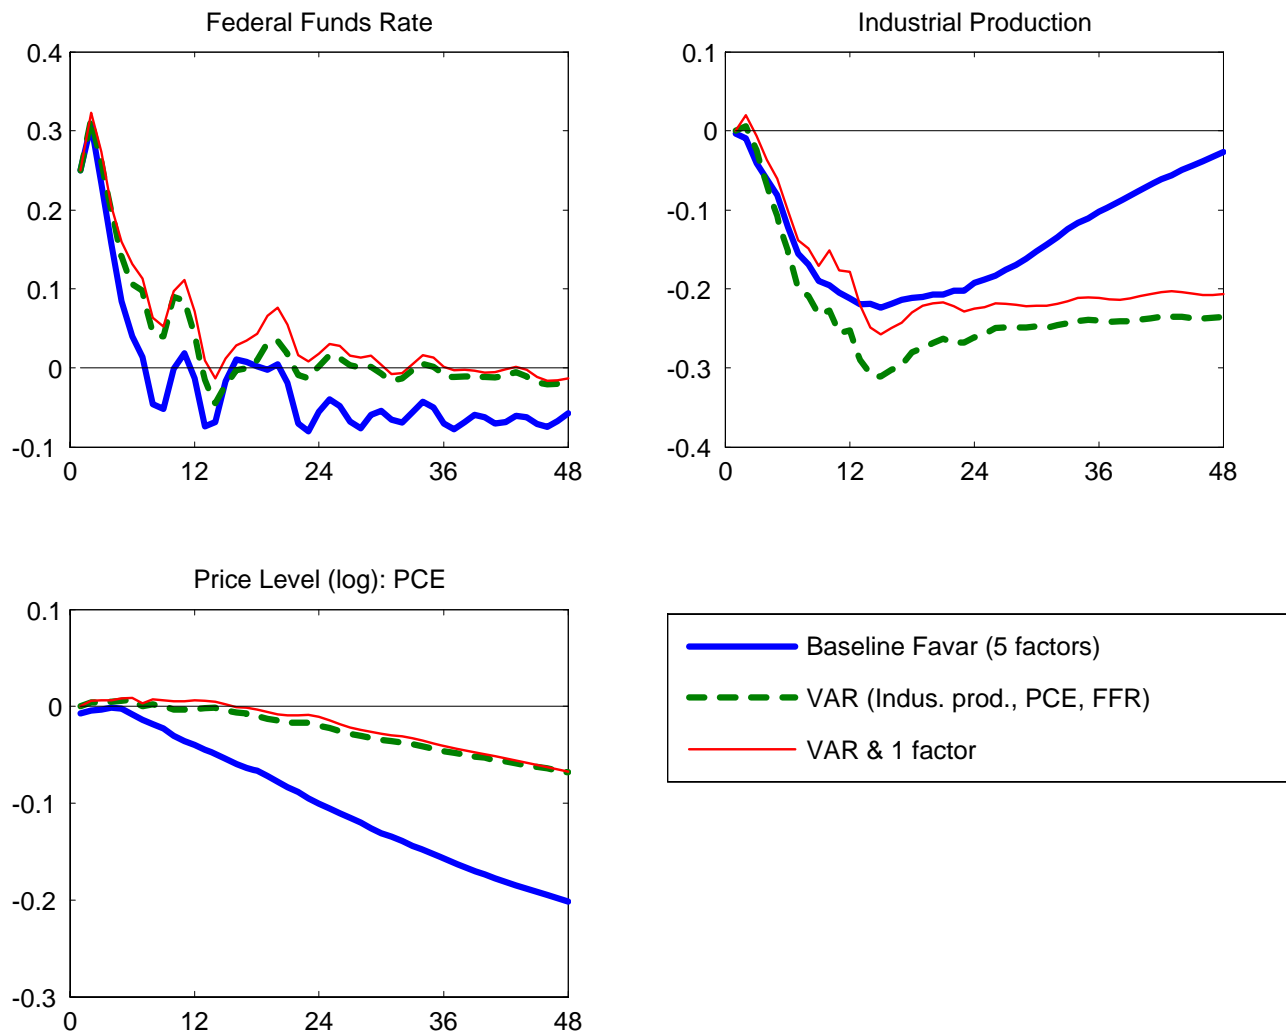 Federal Funds Rate
0.4
0.3
0.2
0.1
0
-0.1
0 12 24 36 48
Industrial Production
0.1
0
-0.1
-0.2
-0.3
-0.4
0 12 24 36 48
Price Level (log): PCE
0.1
0
-0.1
-0.2
-0.3
0 12 24 36 48
Baseline Favar (5 factors)
VAR (Indus. prod., PCE, FFR)
VAR & 1 factor